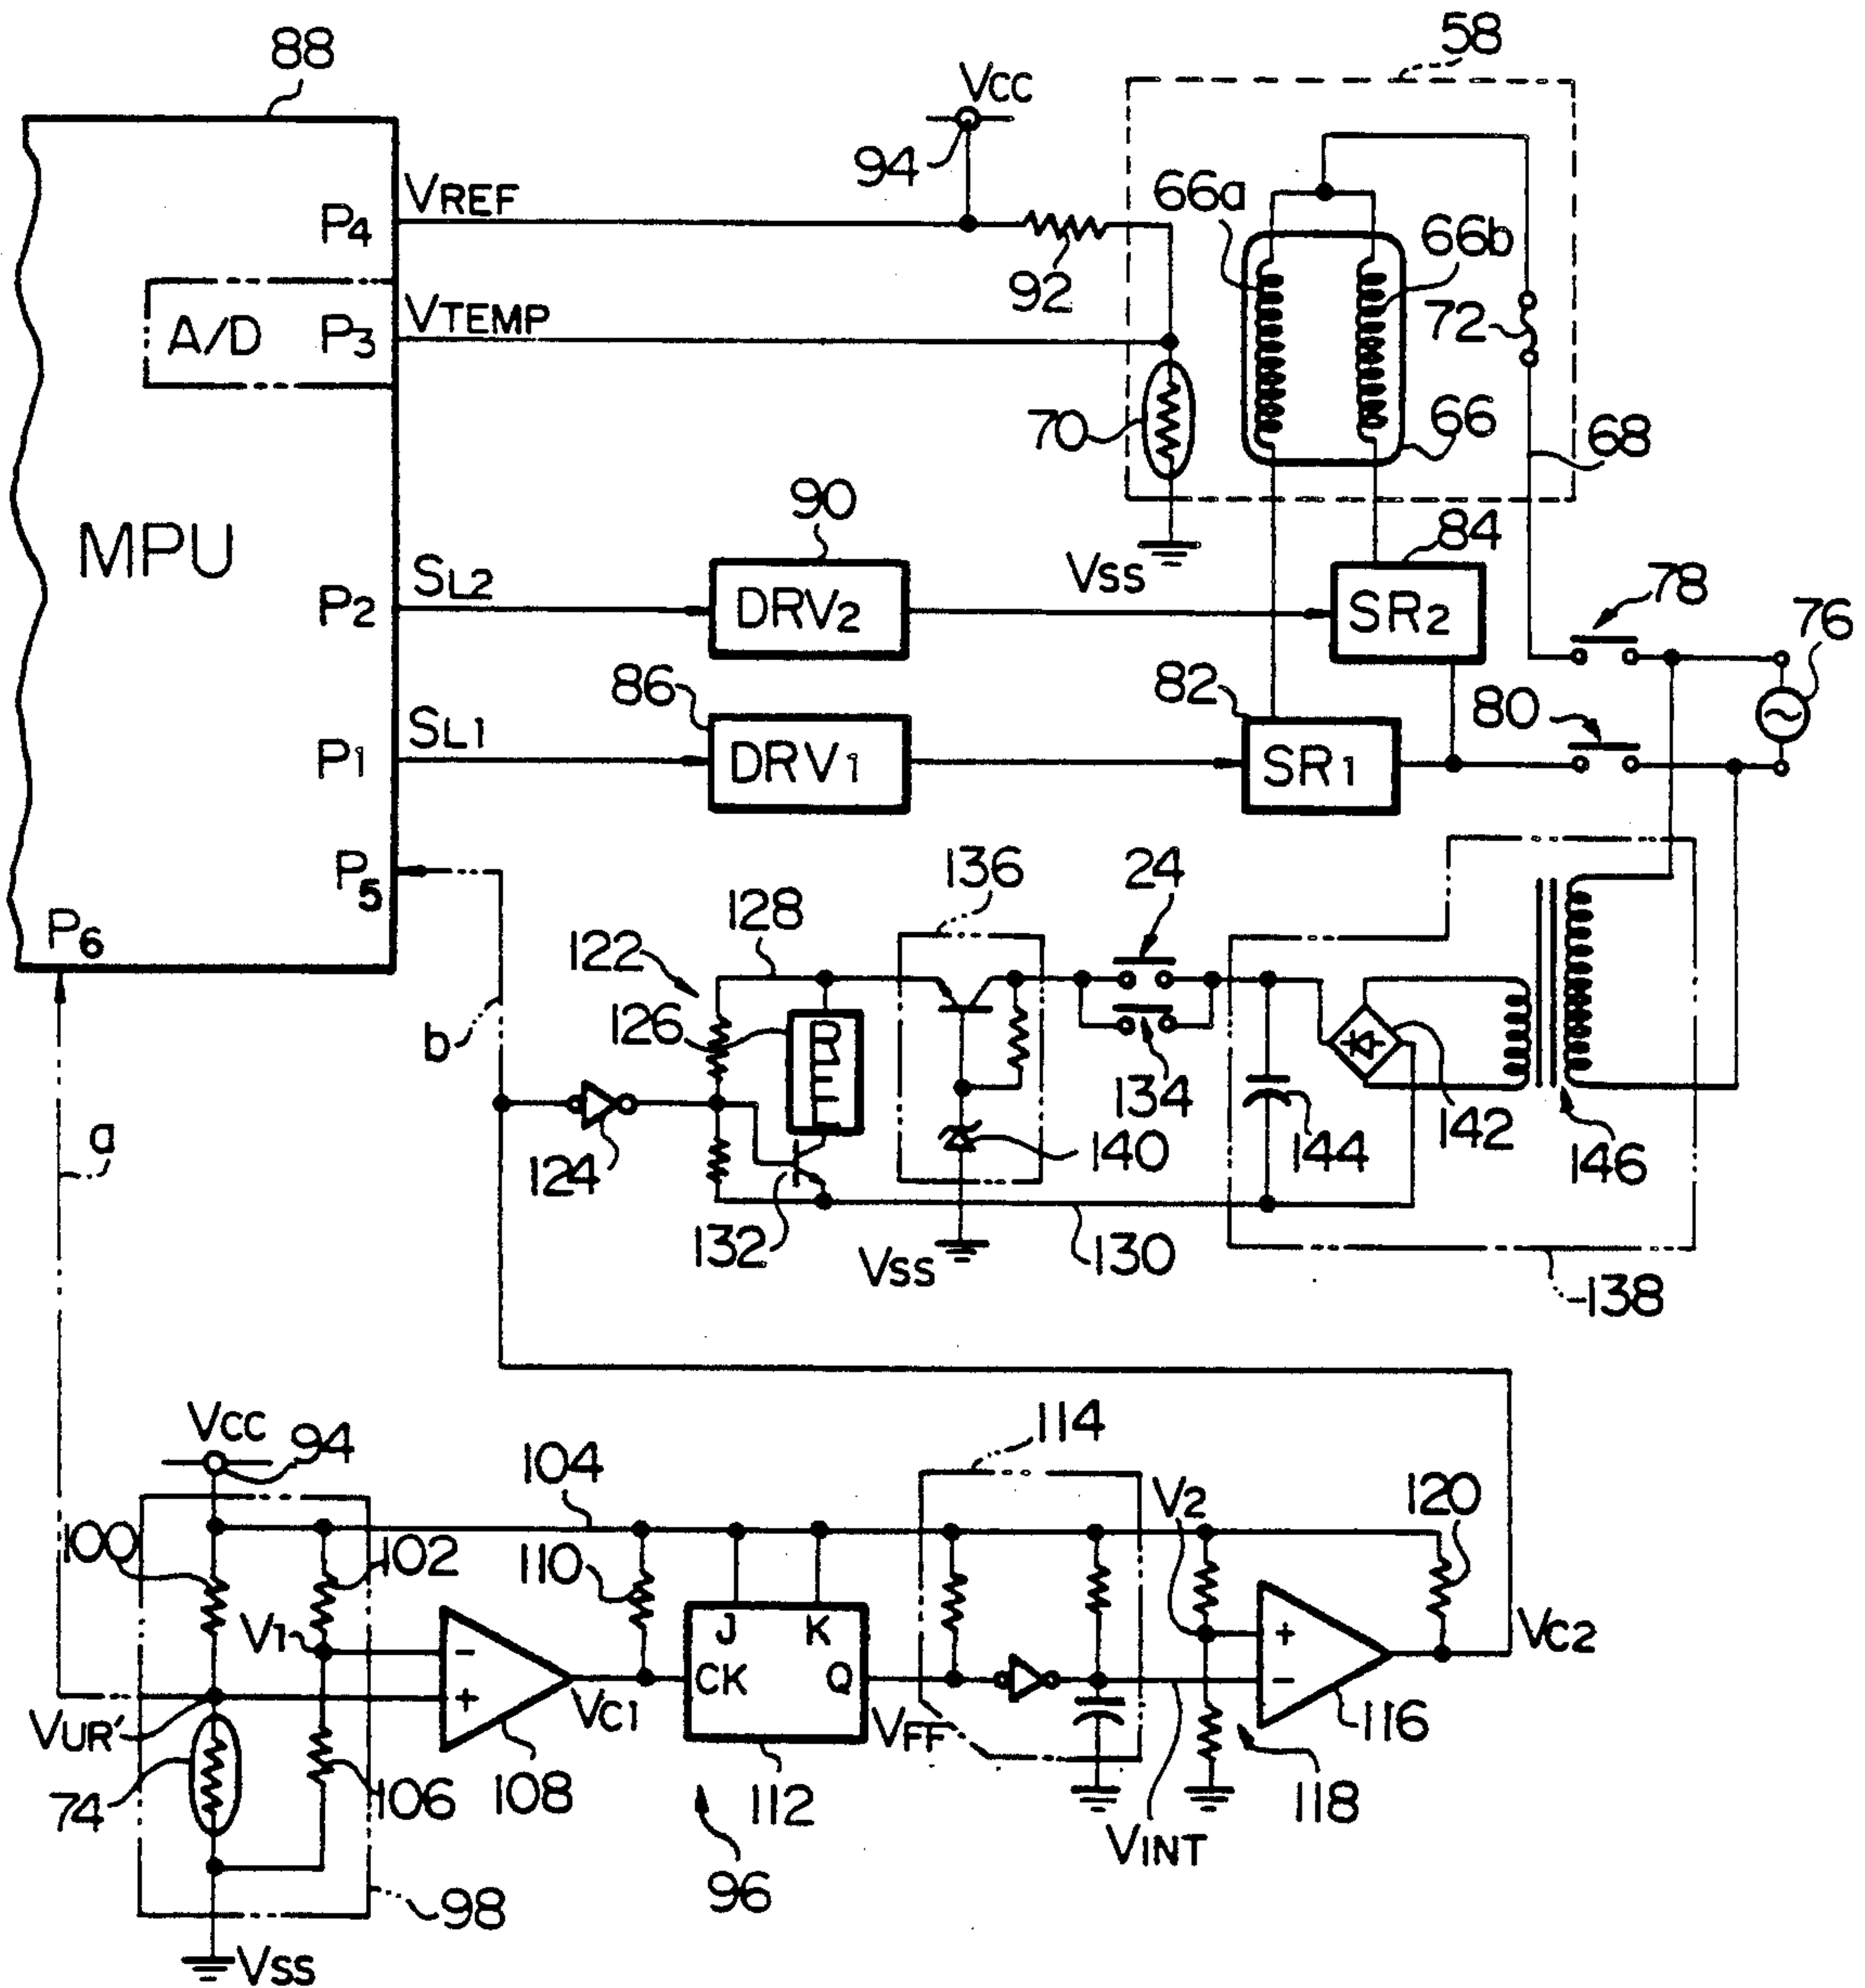 88
58
VCC
94
66a
VREF
P4
66b
92
72
A/D
P3
VTEMP
70
66
68
90
84
MPU
VSS
SL2
78
P2
DRV2
SR2
76
86
82
80
SL1
P1
DRV1
SR1
P5
136
24
P6
128
122
126
REL
b
134
142
a
124
140
144
146
132
VSS
130
138
VCC
94
104
114
V2
120
100
102
110
V1
J K
+
VC2
-
CK Q
-
+
VUR'
VC1
VFF
116
74
106
108
112
118
VINT
96
98
VSS